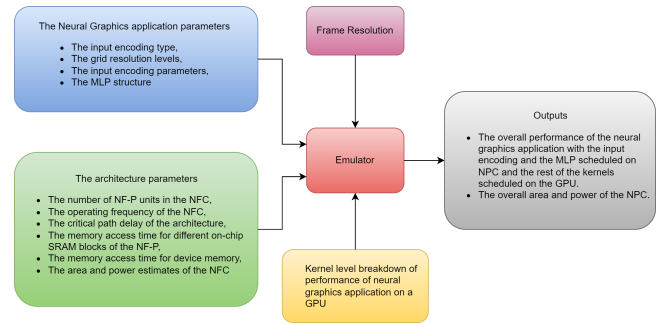 The Neural Graphics application parameters
• The input encoding type,
• The grid resolution levels,
• The input encoding parameters,
• The MLP structure
Frame Resolution
The architecture parameters
• The number of NF-P units in the NFC,
• The operating frequency of the NFC,
• The critical path delay of the architecture,
• The memory access time for different on-chip
SRAM blocks of the NF-P,
• The memory access time for device memory,
• The area and power estimates of the NFC
Emulator
Kernel level breakdown of
performance of neural
graphics application on a
GPU
Outputs
• The overall performance of the neural
graphics application with the input
encoding and the MLP scheduled on
NPC and the rest of the kernels
scheduled on the GPU.
• The overall area and power of the NPC.